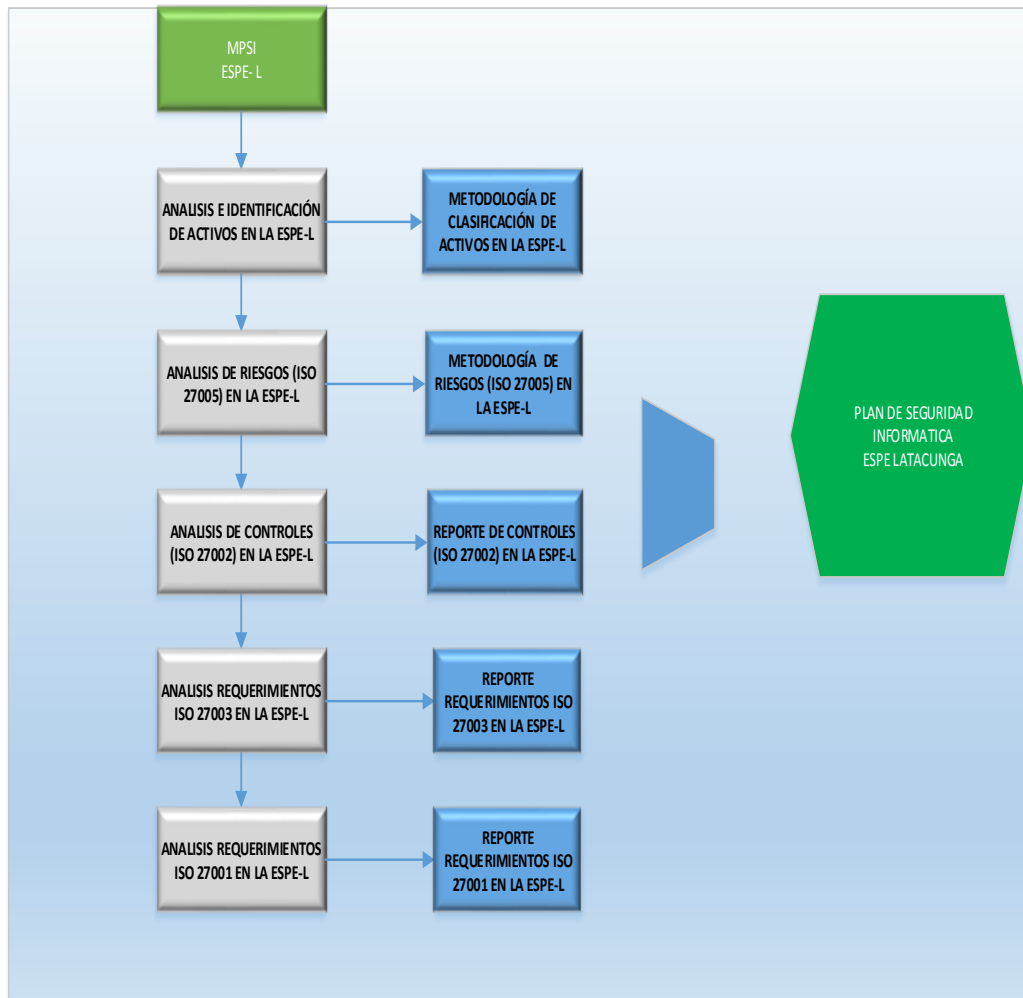 MPSI
ESPE- L
ANALISIS E IDENTIFICACIÓN
DE ACTIVOS EN LA ESPE-L
METODOLOGÍA DE
CLASIFICACIÓN DE
ACTIVOS EN LA ESPE-L
ANALISIS DE RIESGOS (ISO
27005) EN LA ESPE-L
METODOLOGÍA DE
RIESGOS (ISO 27005) EN
LA ESPE-L
PLAN DE SEGURIDAD
INFORMATICA
ESPE LATACUNGA
ANALISIS DE CONTROLES
(ISO 27002) EN LA ESPE-L
REPORTE DE CONTROLES
(ISO 27002) EN LA ESPE-L
ANALISIS REQUERIMIENTOS
ISO 27003 EN LA ESPE-L
REPORTE
REQUERIMIENTOS ISO
27003 EN LA ESPE-L
ANALISIS REQUERIMIENTOS
ISO 27001 EN LA ESPE-L
REPORTE
REQUERIMIENTOS ISO
27001 EN LA ESPE-L